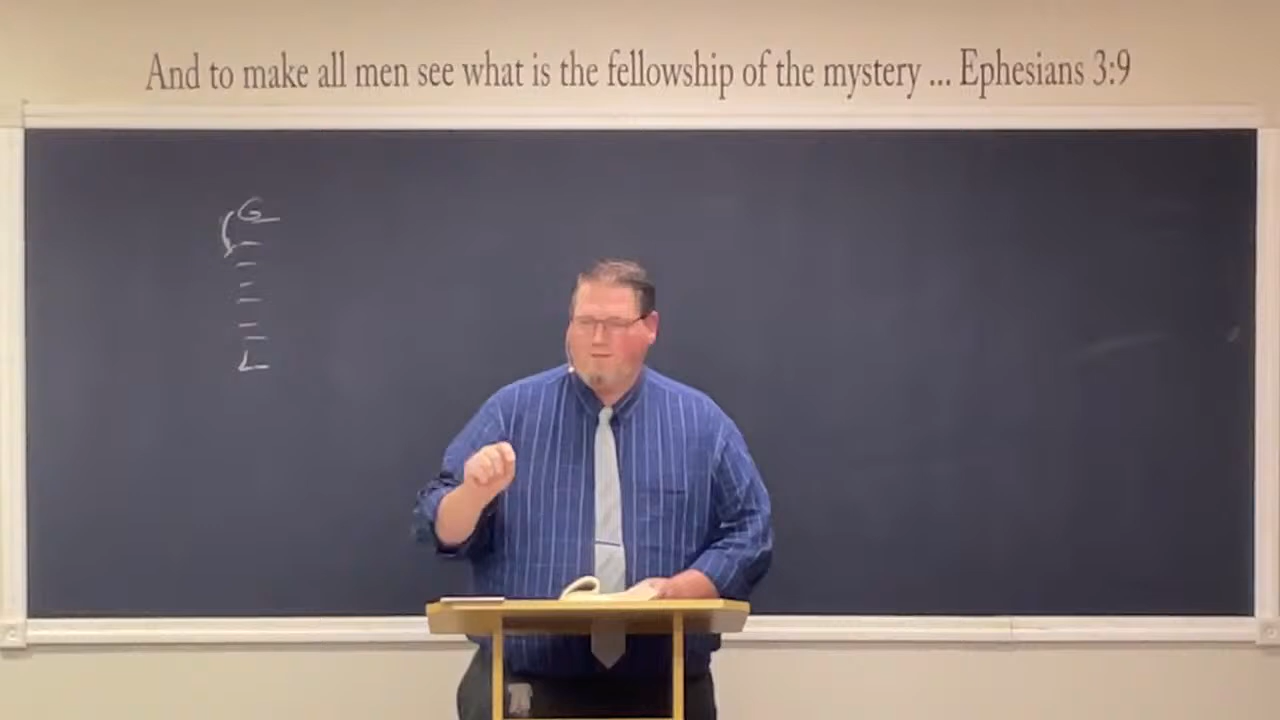 And to make all men see what is the fellowship of the mystery ... Ephesians 3:9
G
L